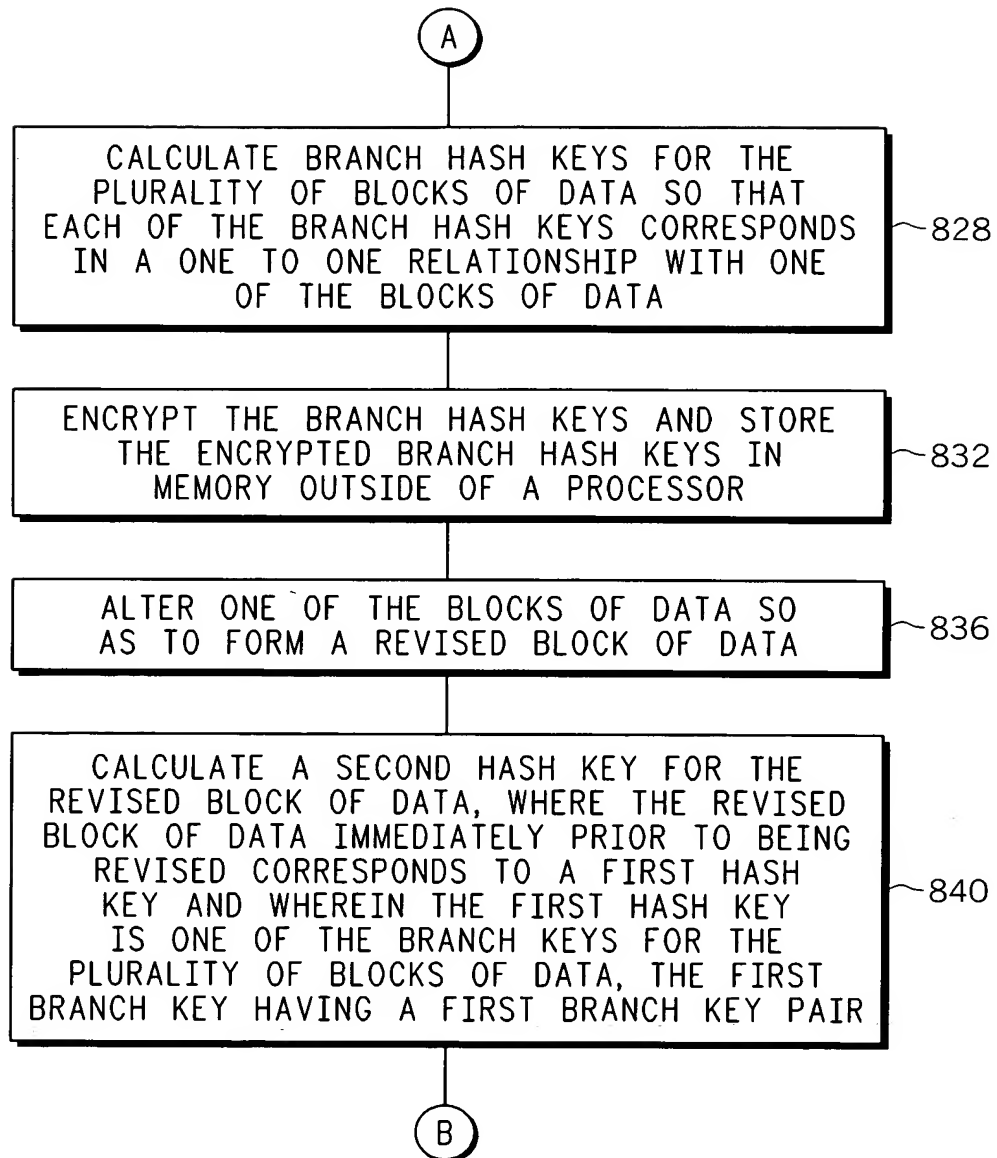 A
CALCULATE BRANCH HASH KEYS FOR THE
PLURALITY OF BLOCKS OF DATA SO THAT
EACH OF THE BRANCH HASH KEYS CORRESPONDS
IN A ONE TO ONE RELATIONSHIP WITH ONE
OF THE BLOCKS OF DATA
828
ENCRYPT THE BRANCH HASH KEYS AND STORE
THE ENCRYPTED BRANCH HASH KEYS IN
MEMORY OUTSIDE OF A PROCESSOR
832
ALTER ONE OF THE BLOCKS OF DATA SO
AS TO FORM A REVISED BLOCK OF DATA
836
CALCULATE A SECOND HASH KEY FOR THE
REVISED BLOCK OF DATA, WHERE THE REVISED
BLOCK OF DATA IMMEDIATELY PRIOR TO BEING
REVISED CORRESPONDS TO A FIRST HASH
KEY AND WHEREIN THE FIRST HASH KEY
IS ONE OF THE BRANCH KEYS FOR THE
PLURALITY OF BLOCKS OF DATA, THE FIRST
BRANCH KEY HAVING A FIRST BRANCH KEY PAIR
840
B